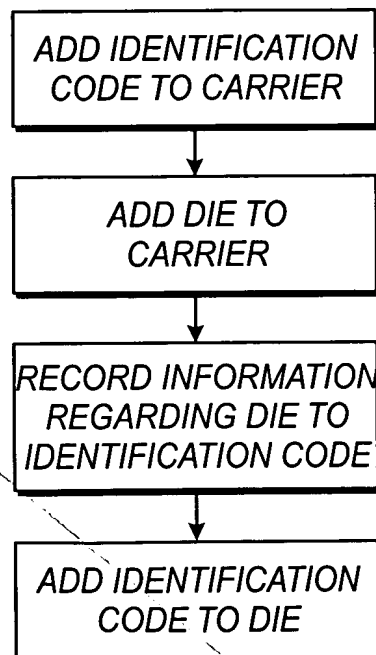 ADD IDENTIFICATION
CODE TO CARRIER
ADD DIE TO
CARRIER
RECORD INFORMATION
REGARDING DIE TO
IDENTIFICATION CODE
ADD IDENTIFICATION
CODE TO DIE